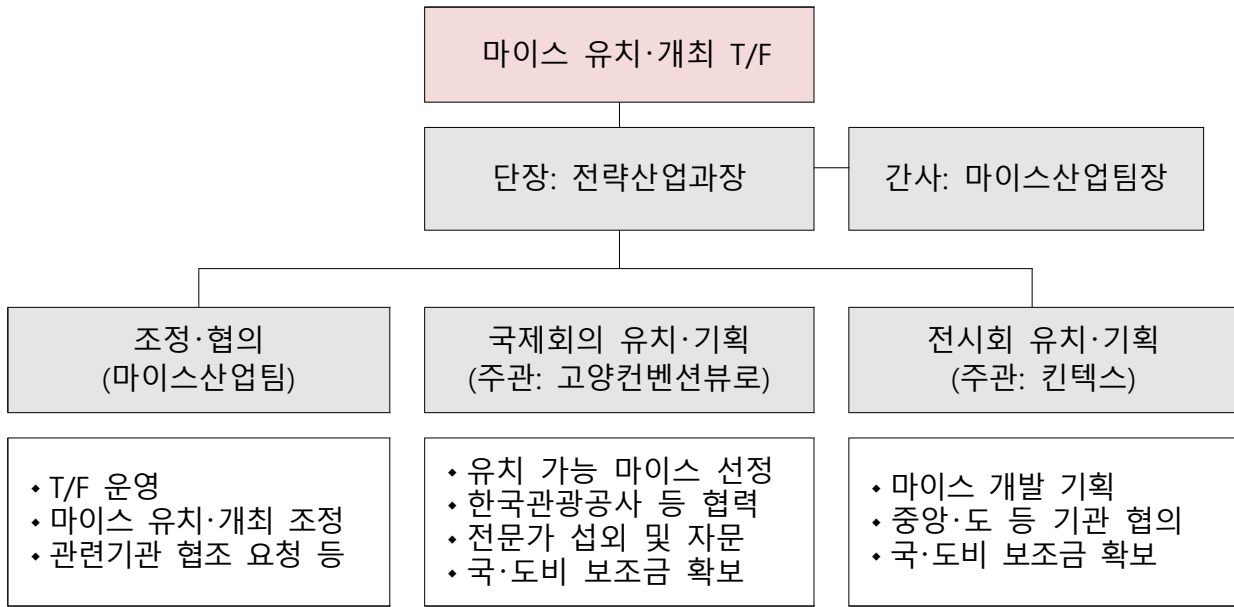 마이스 유치·개최 T/F
단장: 전략산업과장
간사: 마이스산업팀장
조정·협의
(마이스산업팀)
국제회의 유치·기획
(주관: 고양컨벤션뷰로)
전시회 유치·기획
(주관: 킨텍스)
⬩ T/F 운영
⬩ 마이스 유치·개최 조정
⬩ 관련기관 협조 요청 등
⬩ 유치 가능 마이스 선정
⬩ 한국관광공사 등 협력
⬩ 전문가 섭외 및 자문
⬩ 국·도비 보조금 확보
⬩ 마이스 개발 기획
⬩ 중앙·도 등 기관 협의
⬩ 국·도비 보조금 확보